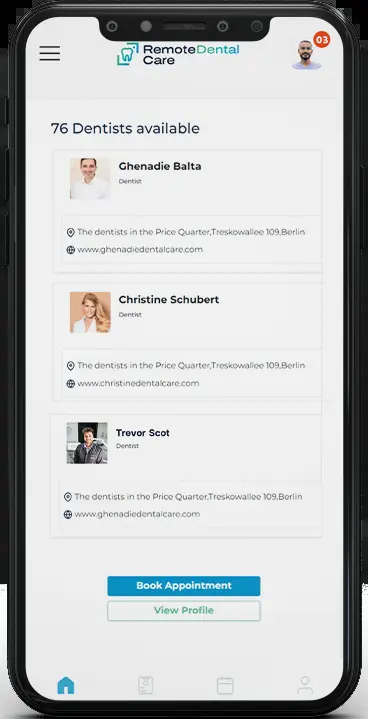 RemoteDental
Care
03
76 Dentists available
Ghenadie Balta
Dentist
The dentists in the Price Quarter,Treskowallee 109,Berlin
www.ghenadiedentalcare.com
Christine Schubert
Dentist
The dentists in the Price Quarter,Treskowallee 109,Berlin
www.christinedentalcare.com
Trevor Scot
Dentist
The dentists in the Price Quarter,Treskowallee 109,Berlin
www.ghenadiedentalcare.com
Book Appointment
View Profile